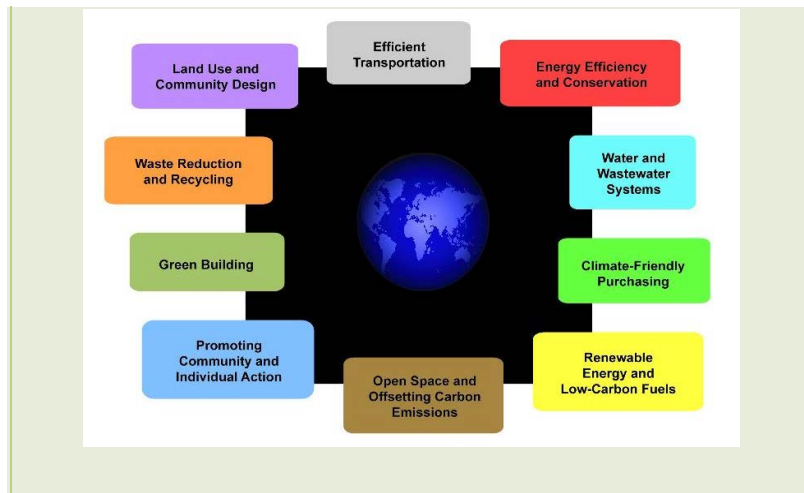 Efficient
Transportation
Land Use and
Community Design
Energy Efficiency
and Conservation
Waste Reduction
and Recycling
Water and
Wastewater
Systems
Green Building
Climate-Friendly
Purchasing
Promoting
Community and
Individual Action
Open Space and
Offsetting Carbon
Emissions
Renewable
Energy and
Low-Carbon Fuels